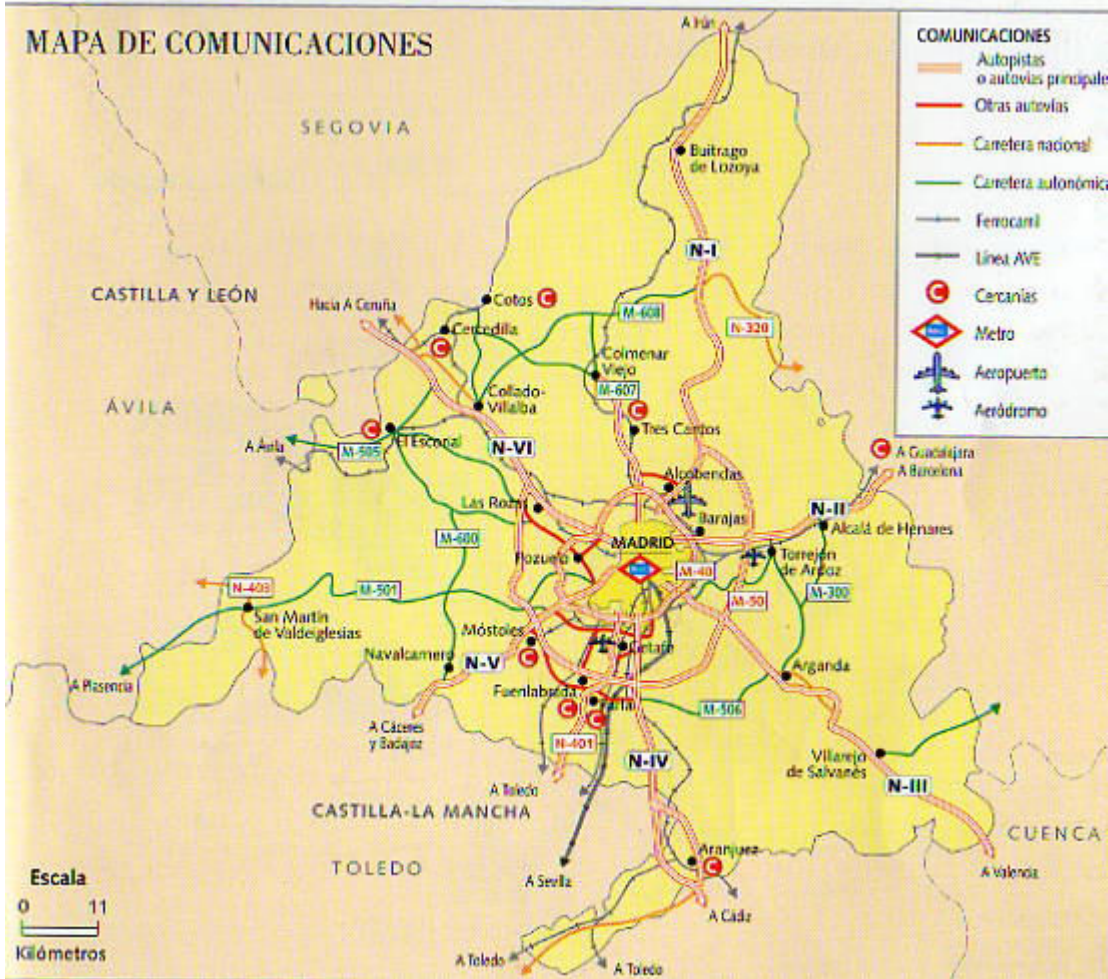 MAPA DE COMUNICACIONES
COMUNICACIONES
Autopistas
o autovías principale
Otras autovías
Carretera nacional
Carretera autonómica
Ferrocarril
Línea AVE
Cercanías
Metro
Aeropuerto
Aeródromo
A Irún
SEGOVIA
Buitrago
de Lozoya
N-I
CASTILLA Y LEÓN
Hacia A Coruña
Cotos
C
M-608
N-320
Cercedilla
C
Colmenar
Viejo
M-607
C
ÁVILA
Collado-
Villalba
Tres Cantos
C
El Escorial
A Ávila
M-505
N-VI
C
A Guadalajara
A Barcelona
Alcobendas
Las Rozas
Barajas
N-II
Alcalá de Henares
M-600
MADRID
Pozuelo
Torrejón
de Ardoz
M-40
N-403
M-501
M-50
M-300
San Martín
de Valdeiglesias
Móstoles
C
Getafe
Navalcarnero
N-V
Arganda
A Plasencia
Fuenlabrada
C
C
Parla
M-506
A Cáceres
y Badajoz
N-401
N-IV
Villarejo
de Salvanés
N-III
A Toledo
CASTILLA-LA MANCHA
CUENCA
TOLEDO
Aranjuez
C
A Valencia
Escala
A Sevilla
0 11
A Cádiz
Kilómetros
A Toledo
A Toledo